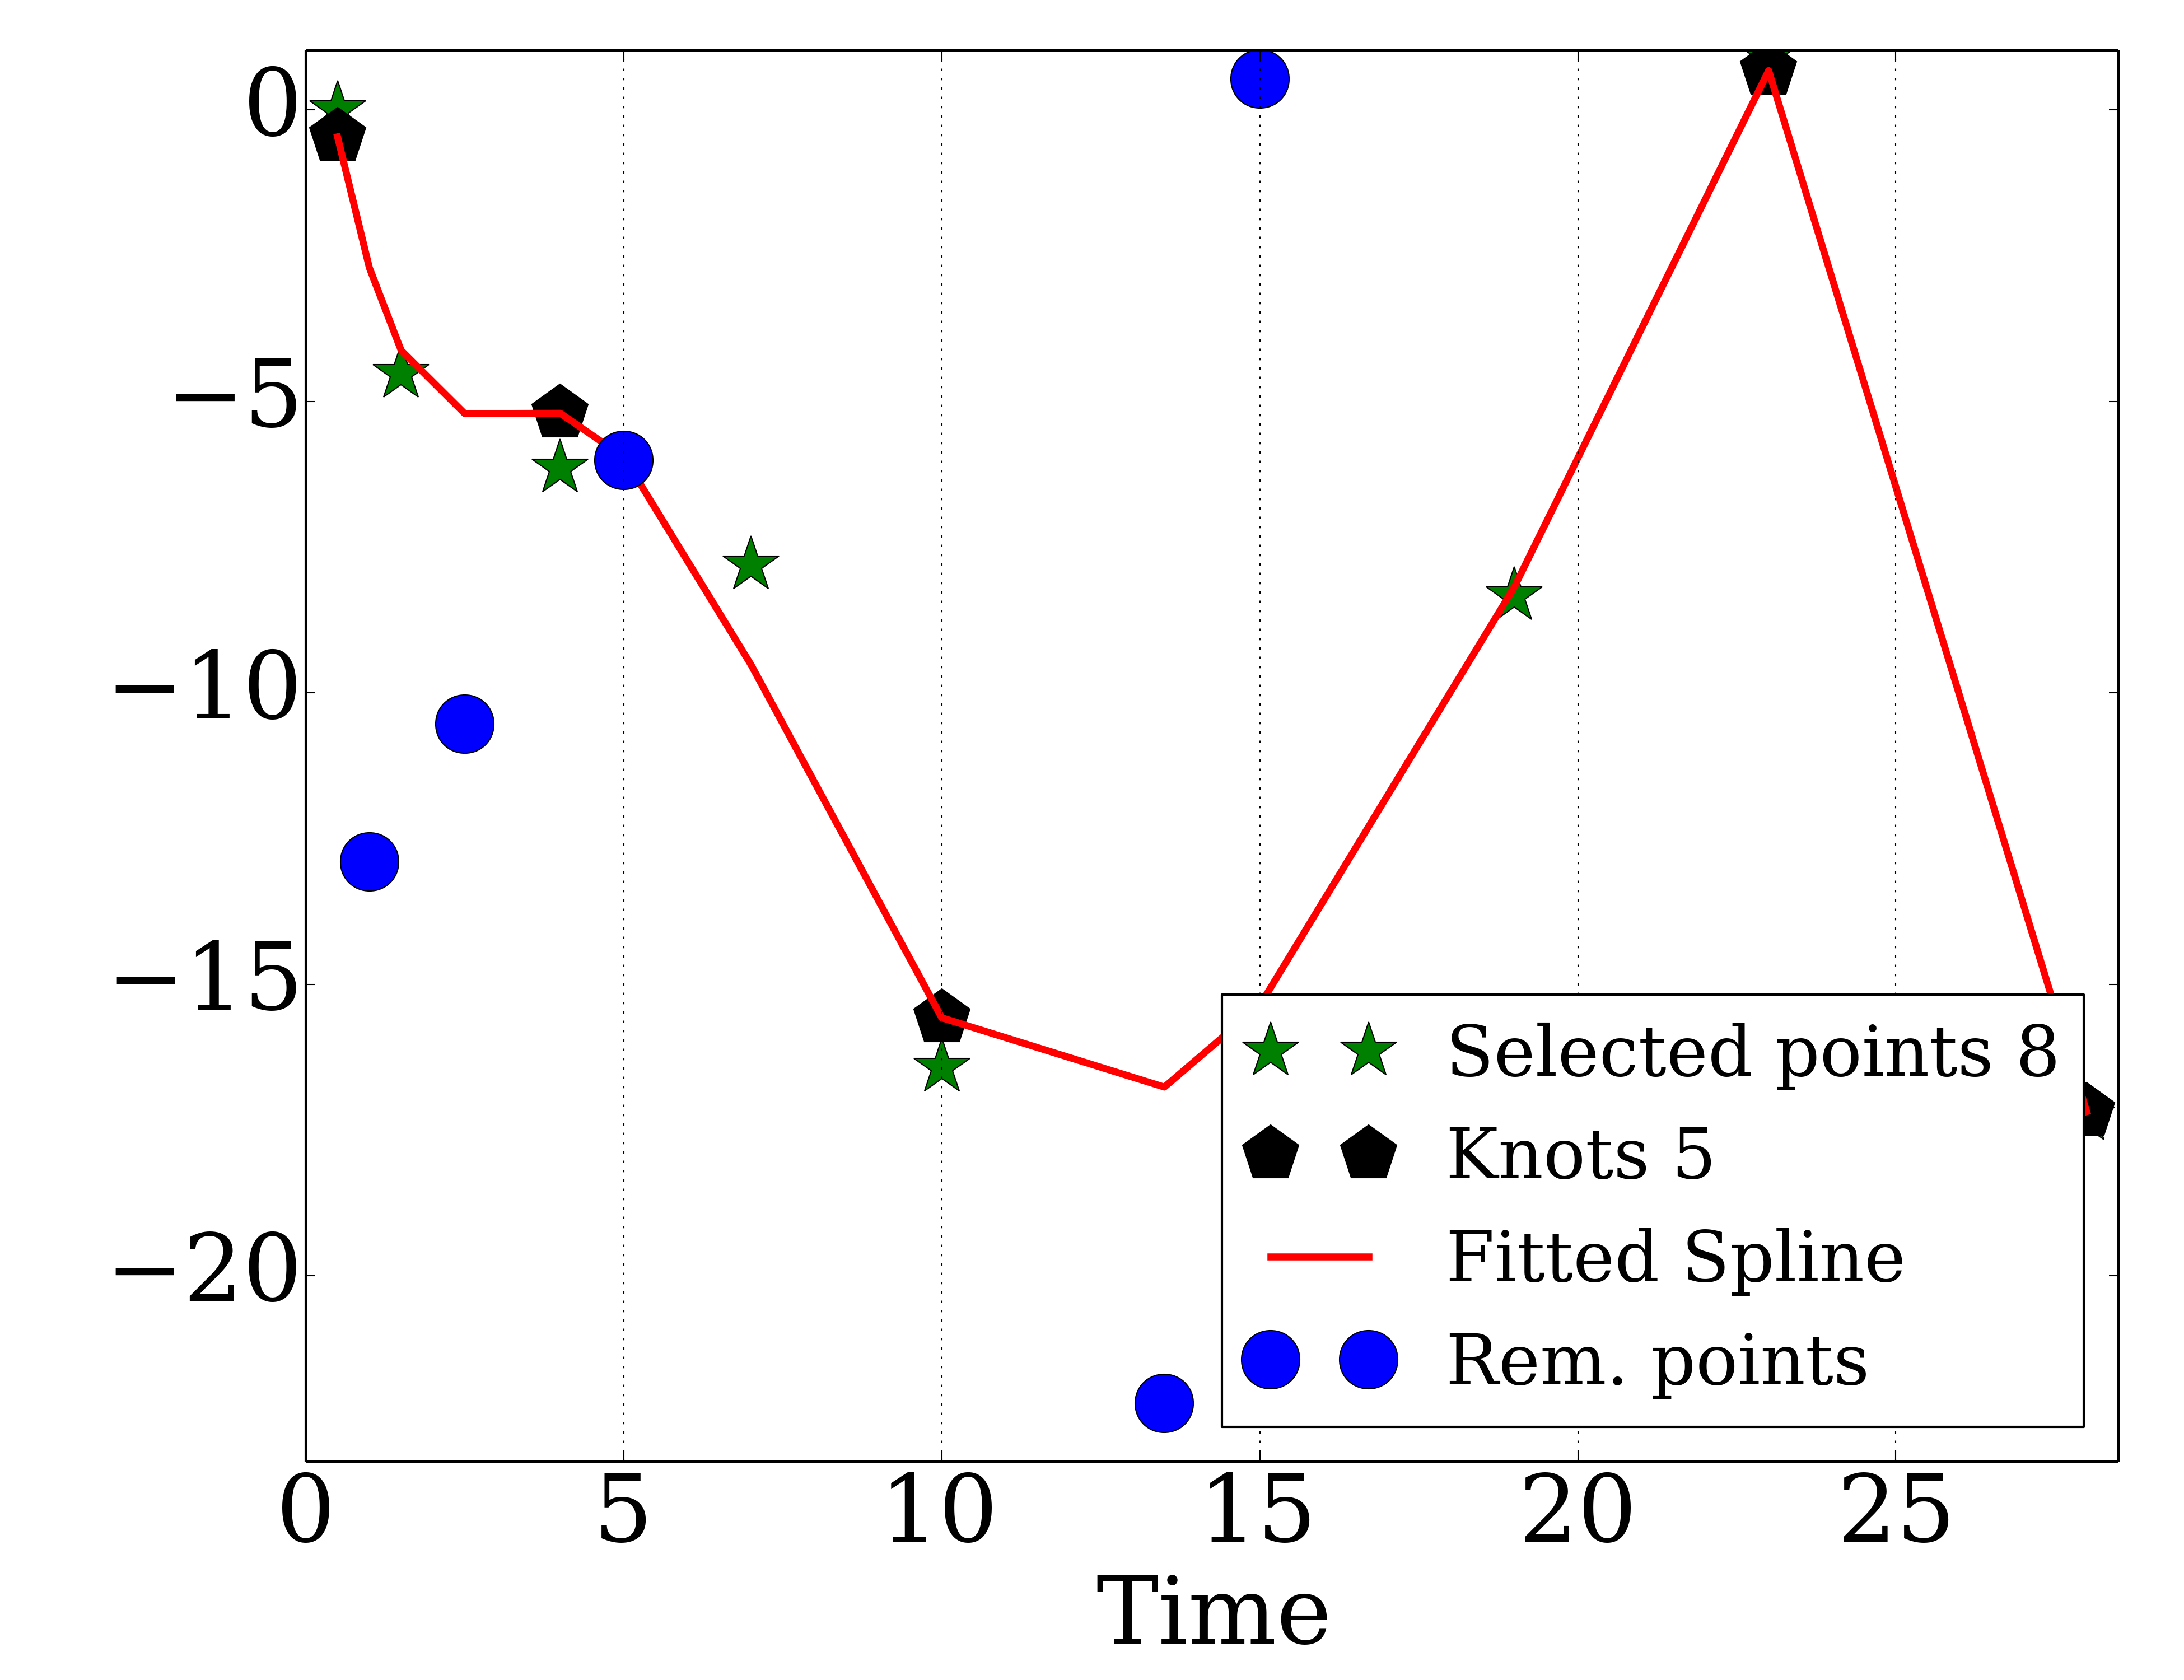 0
−5
−10
−15
−20
Selected points 8
Knots 5
Fitted Spline
Rem. points
0 5 10 15 20 25
Time